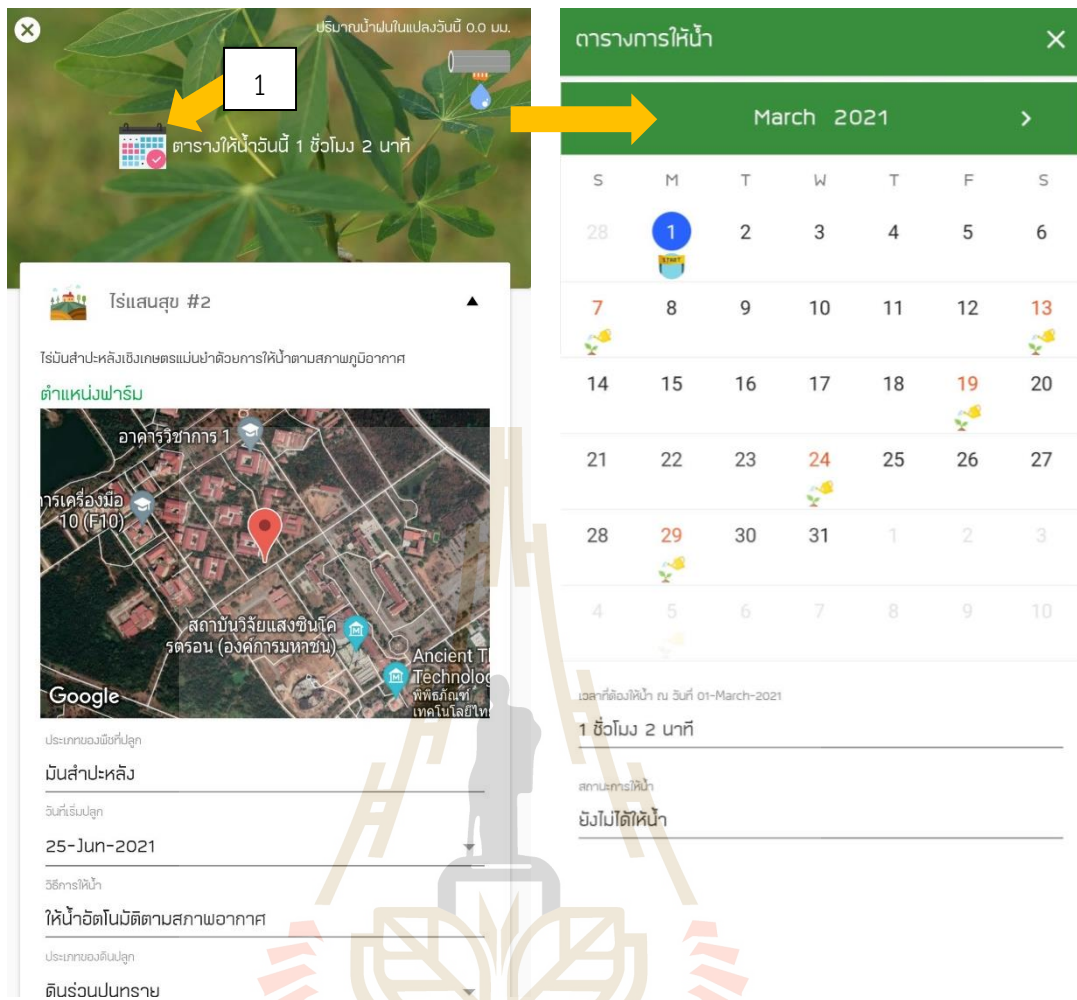 ปริมาณน้ำฝนในแปลงวันนี้ 0.0 มม.
1
ตารางให้น้ำวันนี้ 1 ชั่วโมง 2 นาที
ไร่แสนสุข #2
ไร่มันสำปะหลังเชิงเกษตรแม่นยำด้วยการให้น้ำตามสภาพภูมิอากาศ
ตำแหน่งฟาร์ม
อาคารวิชาการ 1
ารเครื่องมือ
10 (F10)
สถาบันวิจัยแสงซินโค
รตรอน (องค์การมหาชน)
Ancient T
Technolog
พิพิธภัณฑ์
เทคโนโลยีไท
Google
ประเภทของพืชที่ปลูก
มันสำปะหลัง
วันที่เริ่มปลูก
25-Jun-2021
วิธีการให้น้ำ
ให้น้ำอัตโนมัติตามสภาพอากาศ
ประเภทของดินปลูก
ดินร่วนปนทราย
ตารางการให้น้ำ
March 2021
S M T W T F S
28 1 2 3 4 5 6
START
7 8 9 10 11 12 13
14 15 16 17 18 19 20
21 22 23 24 25 26 27
28 29 30 31 1 2 3
4 5 6 7 8 9 10
เวลาที่ต้องให้น้ำ ณ วันที่ 01-March-2021
1 ชั่วโมง 2 นาที
สถานะการให้น้ำ
ยังไม่ได้ให้น้ำ